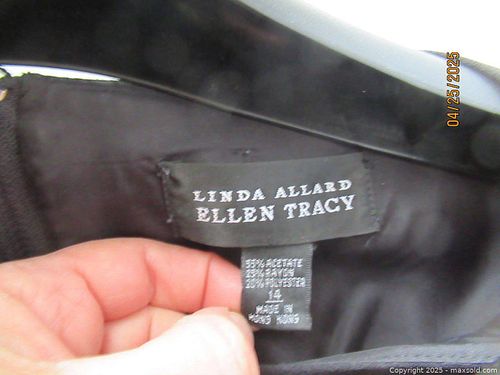 04/25/2025
LINDA ALLARD
ELLEN TRACY
55% ACETATE
25% RAYON
20% POLYESTER
14
MADE IN
HONG KONG
Copyright 2025 - maxsold.com